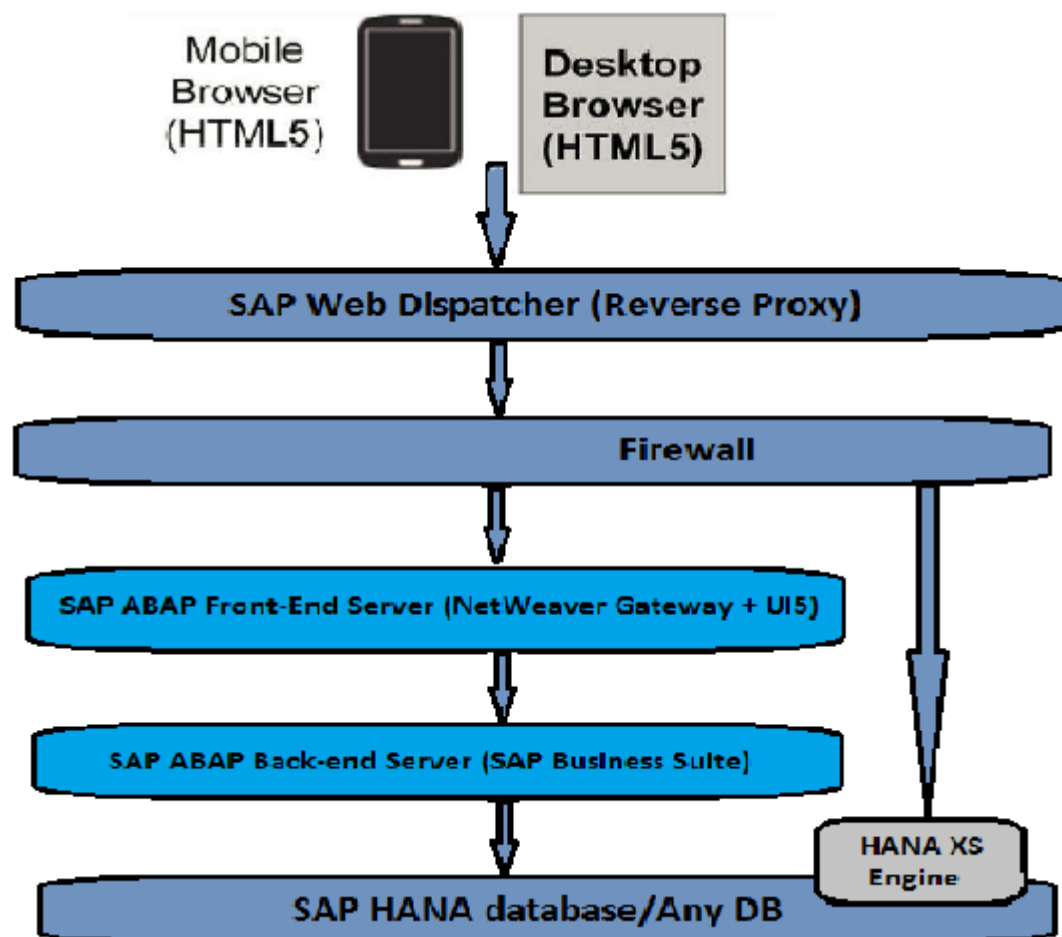 Mobile
Browser
(HTML5)
Desktop
Browser
(HTML5)
SAP Web Dispatcher (Reverse Proxy)
Firewall
SAP ABAP Front-End Server (NetWeaver Gateway + UI5)
SAP ABAP Back-end Server (SAP Business Suite)
HANA XS
Engine
SAP HANA database/Any DB